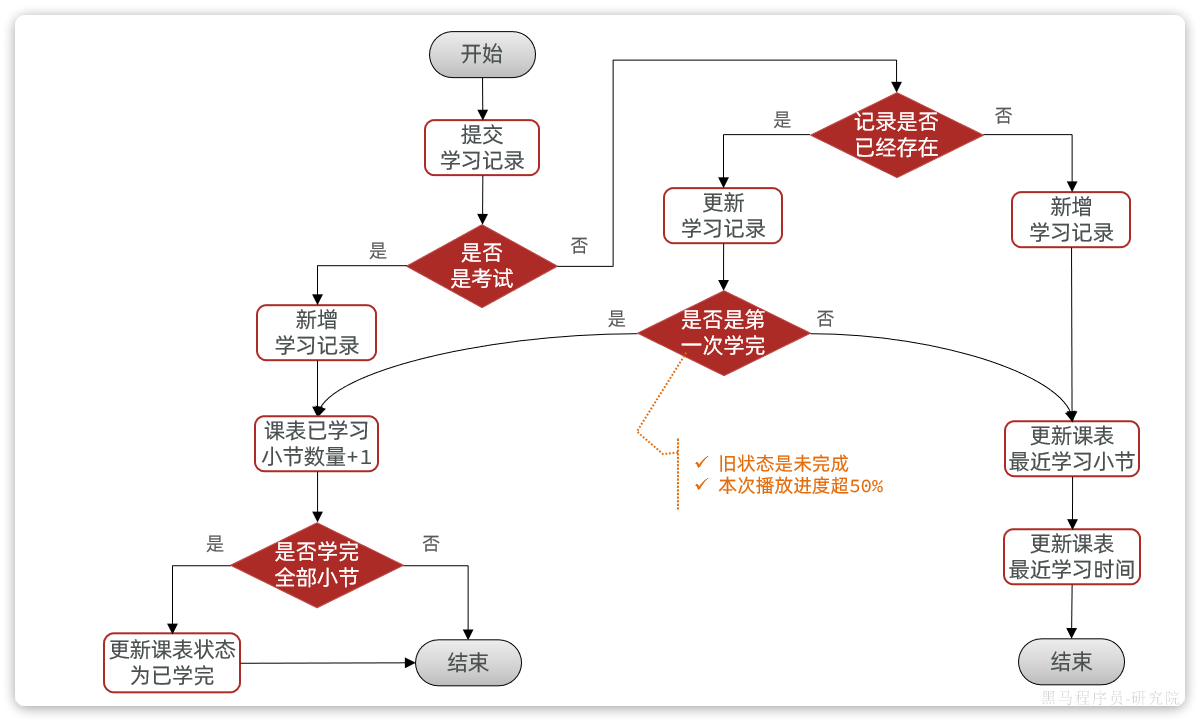 开始
提交
学习记录
是否
是考试
是
否
新增
学习记录
课表已学习
小节数量+1
是否学完
全部小节
是
否
更新课表状态
为已学完
结束
记录是否
已经存在
是
否
更新
学习记录
新增
学习记录
是否是第
一次学完
是
否
✓ 旧状态是未完成
✓ 本次播放进度超50%
更新课表
最近学习小节
更新课表
最近学习时间
结束
黑马程序员-研究院